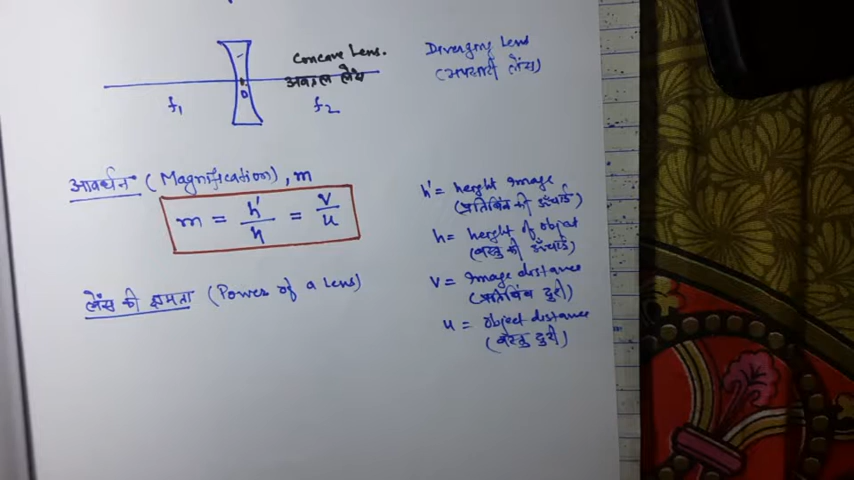 Concave Lens.
अवतल लेंस
Diverging Lens
(अपसारी लेंस)
O
f₁
f₂
आवर्धन (Magnification), m
m = h'/h = v/u
h' = height Image
(प्रतिबिंब की ऊँचाई)
h = height of object
(वस्तु की ऊँचाई)
v = Image distance
(प्रतिबिंब दुरी)
u = object distance
(वस्तु दुरी)
लेंस की क्षमता (Power of a Lens)